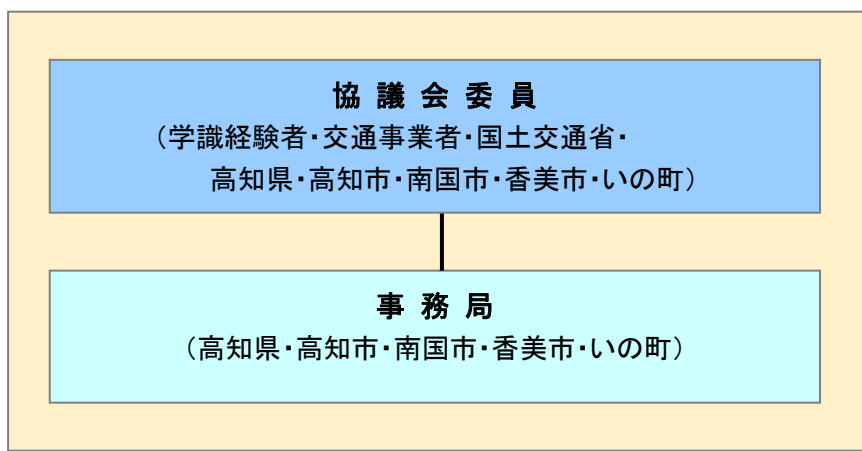 協議会委員
（学識経験者・交通事業者・国土交通省・
高知県・高知市・南国市・香美市・いの町）
事務局
（高知県・高知市・南国市・香美市・いの町）